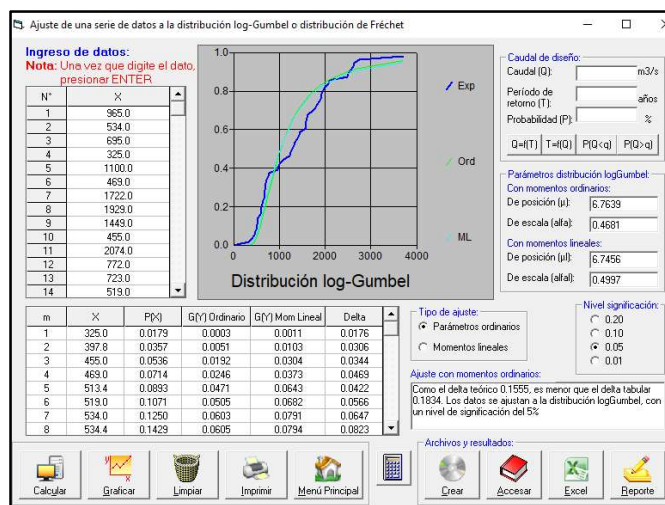 Ajuste de una serie de datos a la distribución log-Gumbel o distribución de Fréchet
Ingreso de datos:
Nota: Una vez que digite el dato,
presionar ENTER
N° X
1 965.0
2 534.0
3 695.0
4 325.0
5 1100.0
6 469.0
7 1722.0
8 1929.0
9 1449.0
10 455.0
11 2074.0
12 772.0
13 723.0
14 519.0
1.0
0.8
0.6
0.4
0.2
0.0
0 1000 2000 3000 4000
Exp
Ord
ML
Distribución log-Gumbel
Caudal de diseño:
Caudal (Q): m3/s
Período de
retorno (T): años
Probabilidad (P): %
Q=f(T) T=f(Q) P(Q<q) P(Q>q)
Parámetros distribución logGumbel:
Con momentos ordinarios:
De posición (μ) 6.7639
De escala (alfa) 0.4681
Con momentos lineales:
De posición (μl) 6.7456
De escala (alfal) 0.4997
m X P(X) G(Y) Ordinario G(Y) Mom Lineal Delta
1 325.0 0.0179 0.0003 0.0011 0.0176
2 397.8 0.0357 0.0051 0.0103 0.0306
3 455.0 0.0536 0.0192 0.0304 0.0344
4 469.0 0.0714 0.0246 0.0373 0.0469
5 513.4 0.0893 0.0471 0.0643 0.0422
6 519.0 0.1071 0.0505 0.0682 0.0566
7 534.0 0.1250 0.0603 0.0791 0.0647
8 534.4 0.1429 0.0605 0.0794 0.0823
Tipo de ajuste:
Parámetros ordinarios
Momentos lineales
Nivel significación:
0.20
0.10
0.05
0.01
Ajuste con momentos ordinarios:
Como el delta teórico 0.1555, es menor que el delta tabular
0.1834. Los datos se ajustan a la distribución logGumbel, con
un nivel de significación del 5%
Archivos y resultados:
Calcular Graficar Limpiar Imprimir Menú Principal Crear Accesar Excel Reporte